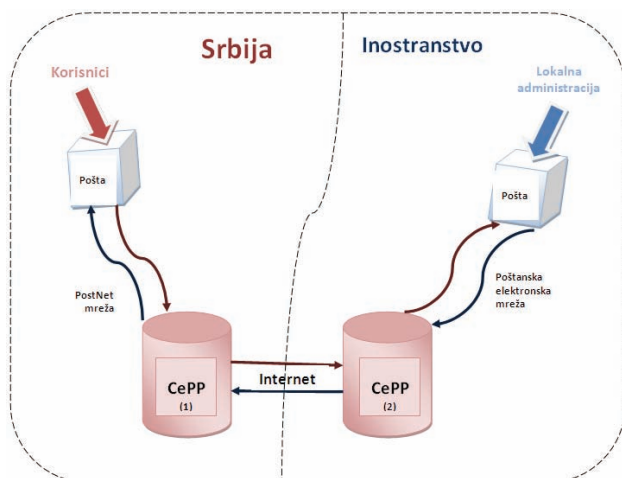 Srbija
Inostranstvo
Korisnici
Lokalna
administracija
Pošta
Pošta
PostNet
mreža
Poštanska
elektronska
mreža
CePP
(1)
Internet
CePP
(2)